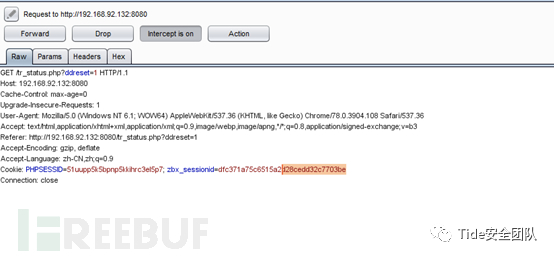 Request to http://192.168.92.132:8080
Forward Drop Intercept is on Action
Raw Params Headers Hex
GET /tr_status.php?ddreset=1 HTTP/1.1
Host: 192.168.92.132:8080
Cache-Control: max-age=0
Upgrade-Insecure-Requests: 1
User-Agent: Mozilla/5.0 (Windows NT 6.1; WOW64) AppleWebKit/537.36 (KHTML, like Gecko) Chrome/78.0.3904.108 Safari/537.36
Accept: text/html,application/xhtml+xml,application/xml;q=0.9,image/webp,image/apng,*/*;q=0.8,application/signed-exchange;v=b3
Referer: http://192.168.92.132:8080/tr_status.php?ddreset=1
Accept-Encoding: gzip, deflate
Accept-Language: zh-CN,zh;q=0.9
Cookie: PHPSESSID=51uupp5k5bpnp5kkihrc3el5p7; zbx_sessionid=dfc371a75c6515a2d28cedd32c7703be
Connection: close
FREEBUF
Tide安全团队